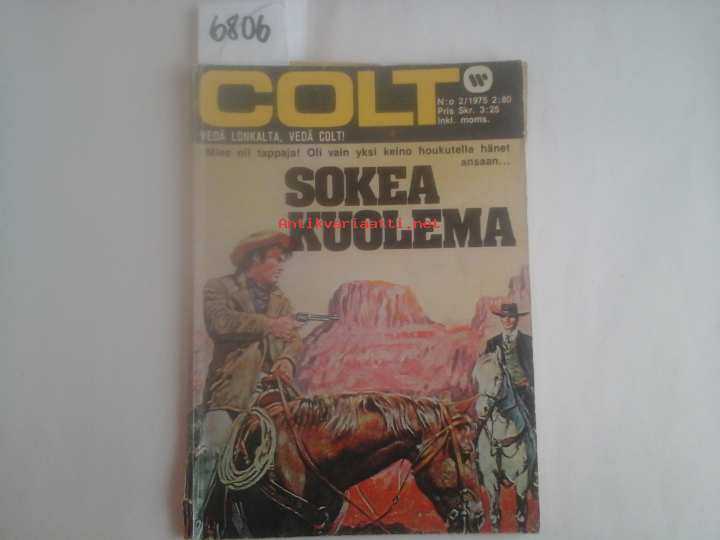 6806
COLT
W
N:o 2/1975 2:80
Pris Skr. 3:25
inkl. moms.
VEDÄ LONKALTA, VEDÄ COLT!
Mies oli tappaja! Oli vain yksi keino houkutella hänet
ansaan...
SOKEA
KUOLEMA
Antikvariaatti.net